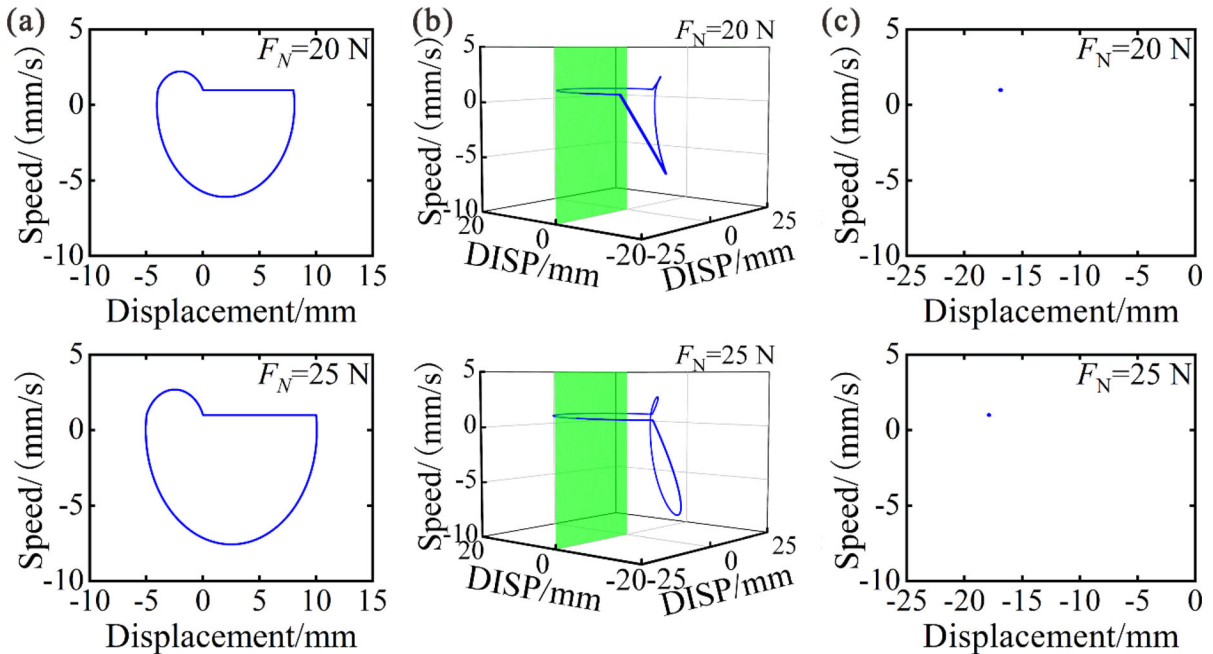 (a)
5
0
-5
-10
Speed/(mm/s)
F_N=20 N
-10 -5 0 5 10 15
Displacement/mm
(b)
5
0
-5
-10
Speed/(mm/s)
F_N=20 N
20 0 -20
DISP/mm
-25 0 25
DISP/mm
(c)
5
0
-5
-10
Speed/(mm/s)
F_N=20 N
-25 -20 -15 -10 -5 0
Displacement/mm
5
0
-5
-10
Speed/(mm/s)
F_N=25 N
-10 -5 0 5 10 15
Displacement/mm
5
0
-5
-10
Speed/(mm/s)
F_N=25 N
20 0 -20
DISP/mm
-25 0 25
DISP/mm
5
0
-5
-10
Speed/(mm/s)
F_N=25 N
-25 -20 -15 -10 -5 0
Displacement/mm